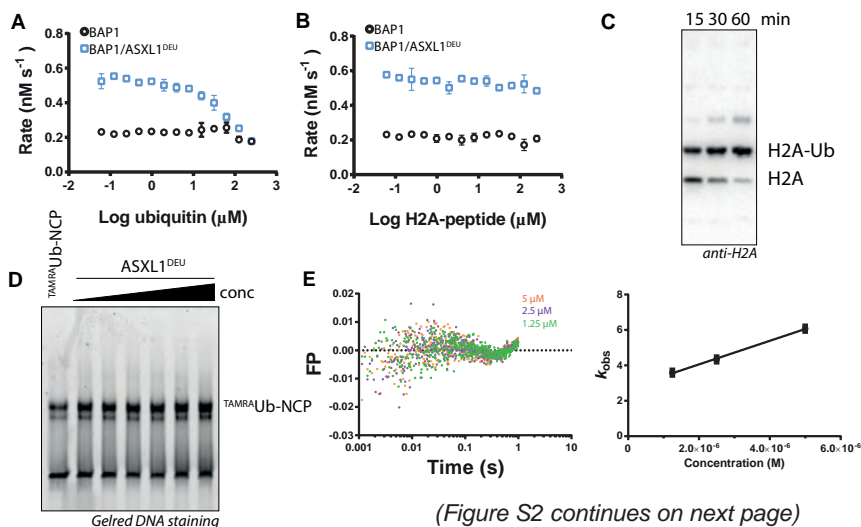 A
BAP1
BAP1/ASXL1DEU
Rate (nM s-1)
0.8
0.6
0.4
0.2
0.0
-2 -1 0 1 2 3
Log ubiquitin (µM)
B
BAP1
BAP1/ASXL1DEU
Rate (nM s-1)
0.8
0.6
0.4
0.2
0.0
-2 -1 0 1 2 3
Log H2A-peptide (µM)
C
15 30 60 min
H2A-Ub
H2A
anti-H2A
D
TAMRAUb-NCP
ASXL1DEU
conc
TAMRAUb-NCP
Gelred DNA staining
E
5 µM
2.5 µM
1.25 µM
FP
0.02
0.01
0.00
-0.01
-0.03
0.001 0.01 0.1 1 10
Time (s)
kobs
8
6
4
2
0
2.0×10-6 4.0×10-6 6.0×10-6
Concentration (M)
(Figure S2 continues on next page)